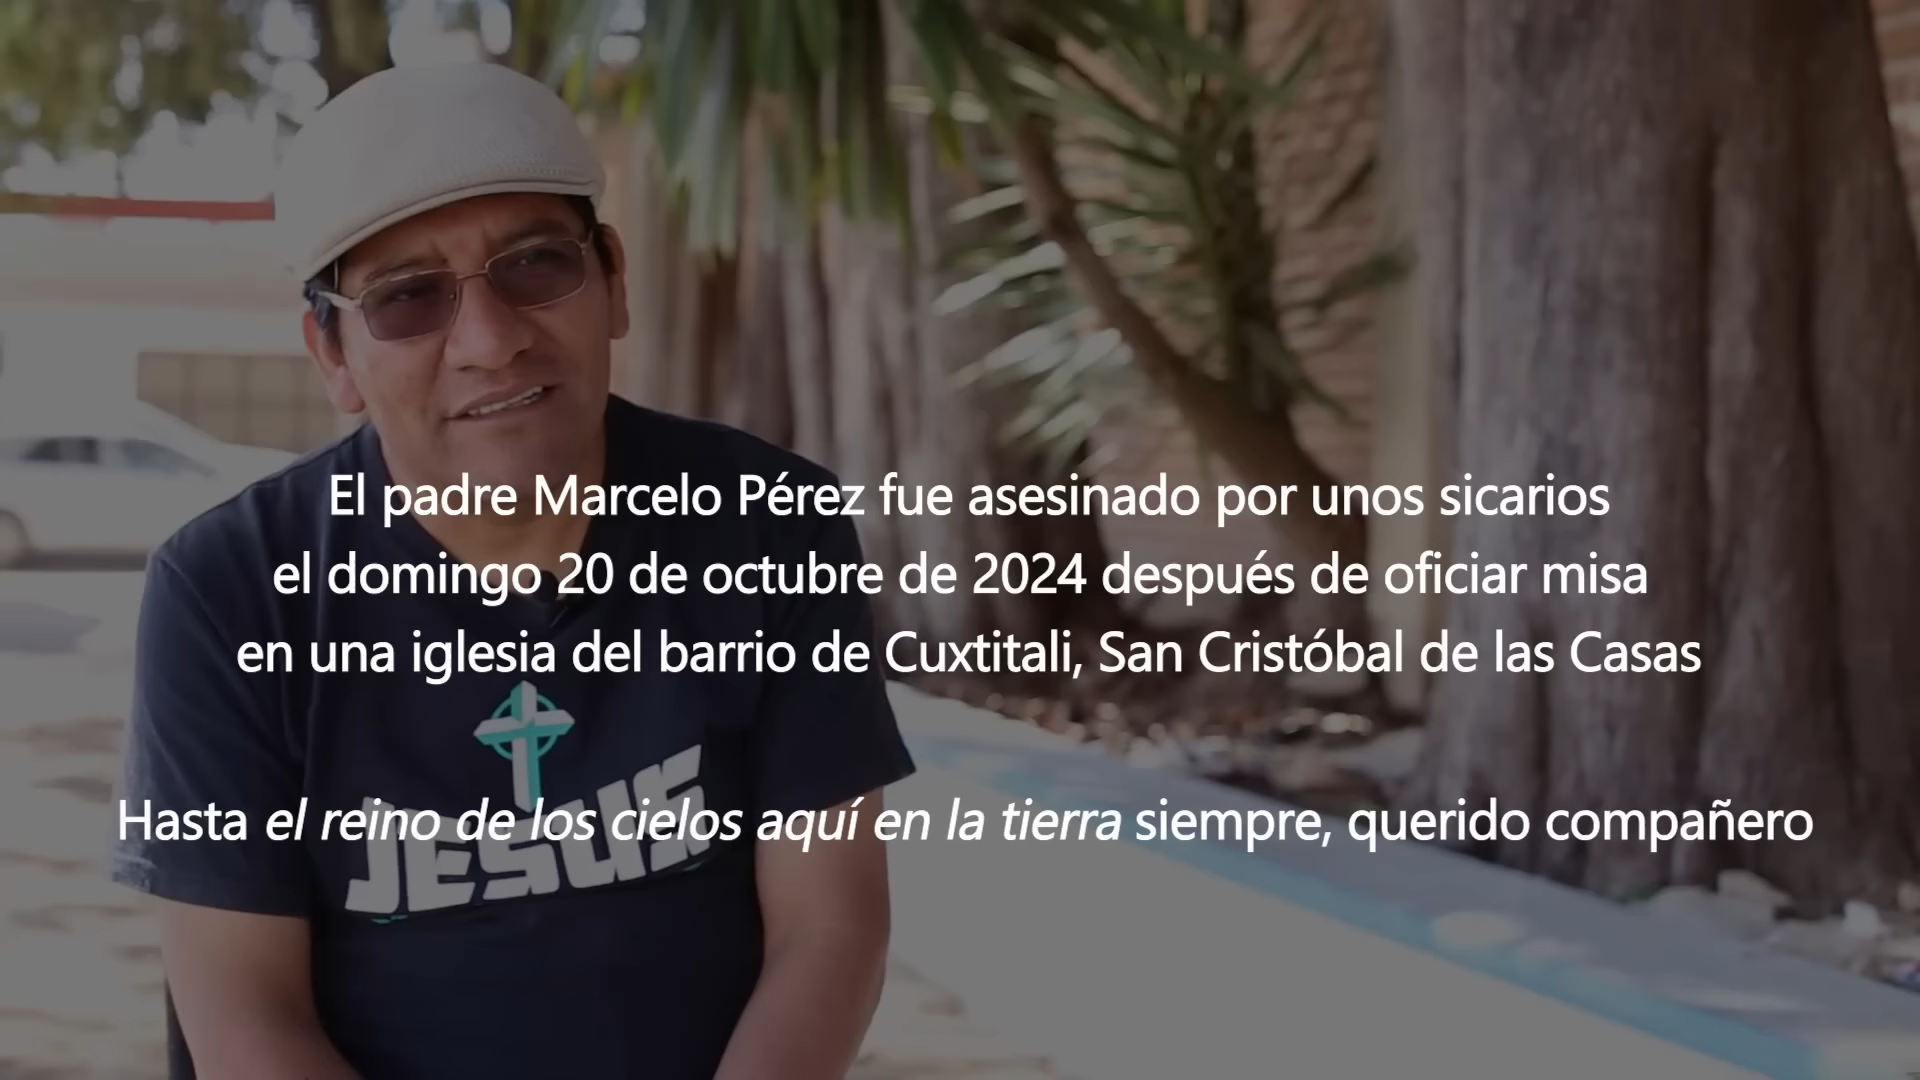 El padre Marcelo Pérez fue asesinado por unos sicarios
el domingo 20 de octubre de 2024 después de oficiar misa
en una iglesia del barrio de Cuxtitali, San Cristóbal de las Casas
Hasta el reino de los cielos aquí en la tierra siempre, querido compañero
JESUS